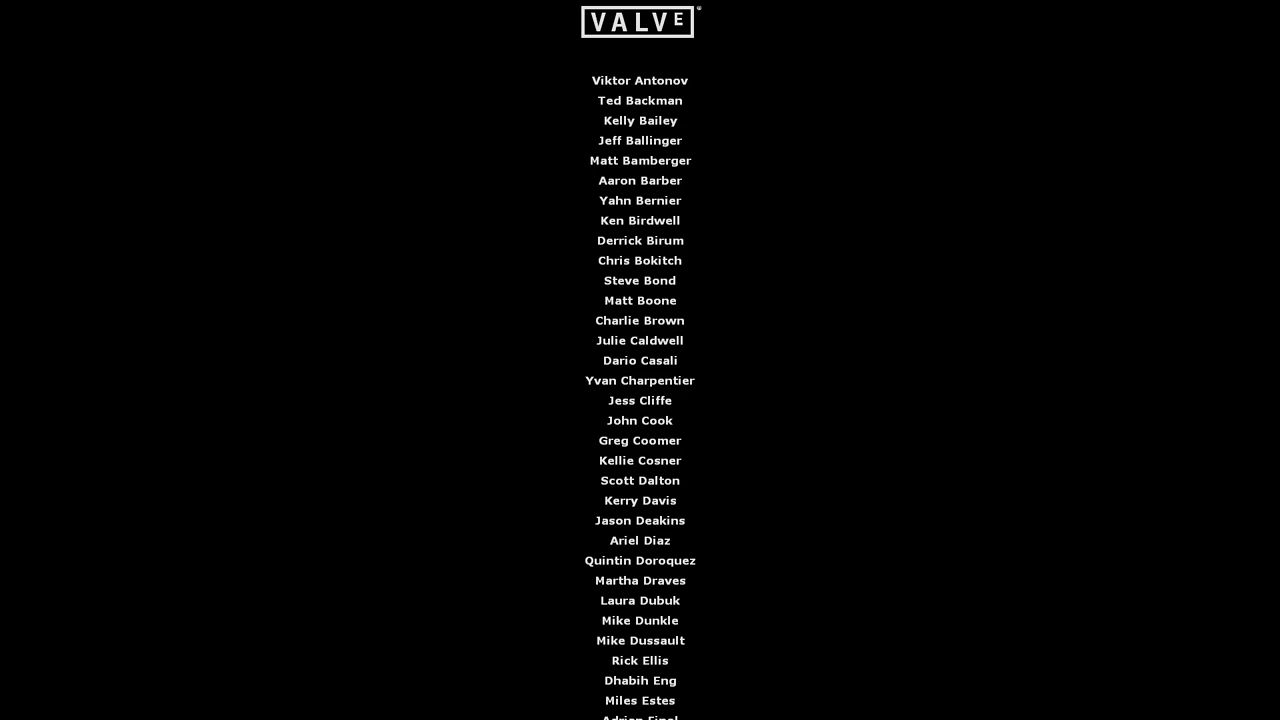 VALVE
Viktor Antonov
Ted Backman
Kelly Bailey
Jeff Ballinger
Matt Bamberger
Aaron Barber
Yahn Bernier
Ken Birdwell
Derrick Birum
Chris Bokitch
Steve Bond
Matt Boone
Charlie Brown
Julie Caldwell
Dario Casali
Yvan Charpentier
Jess Cliffe
John Cook
Greg Coomer
Kellie Cosner
Scott Dalton
Kerry Davis
Jason Deakins
Ariel Diaz
Quintin Doroquez
Martha Draves
Laura Dubuk
Mike Dunkle
Mike Dussault
Rick Ellis
Dhabih Eng
Miles Estes